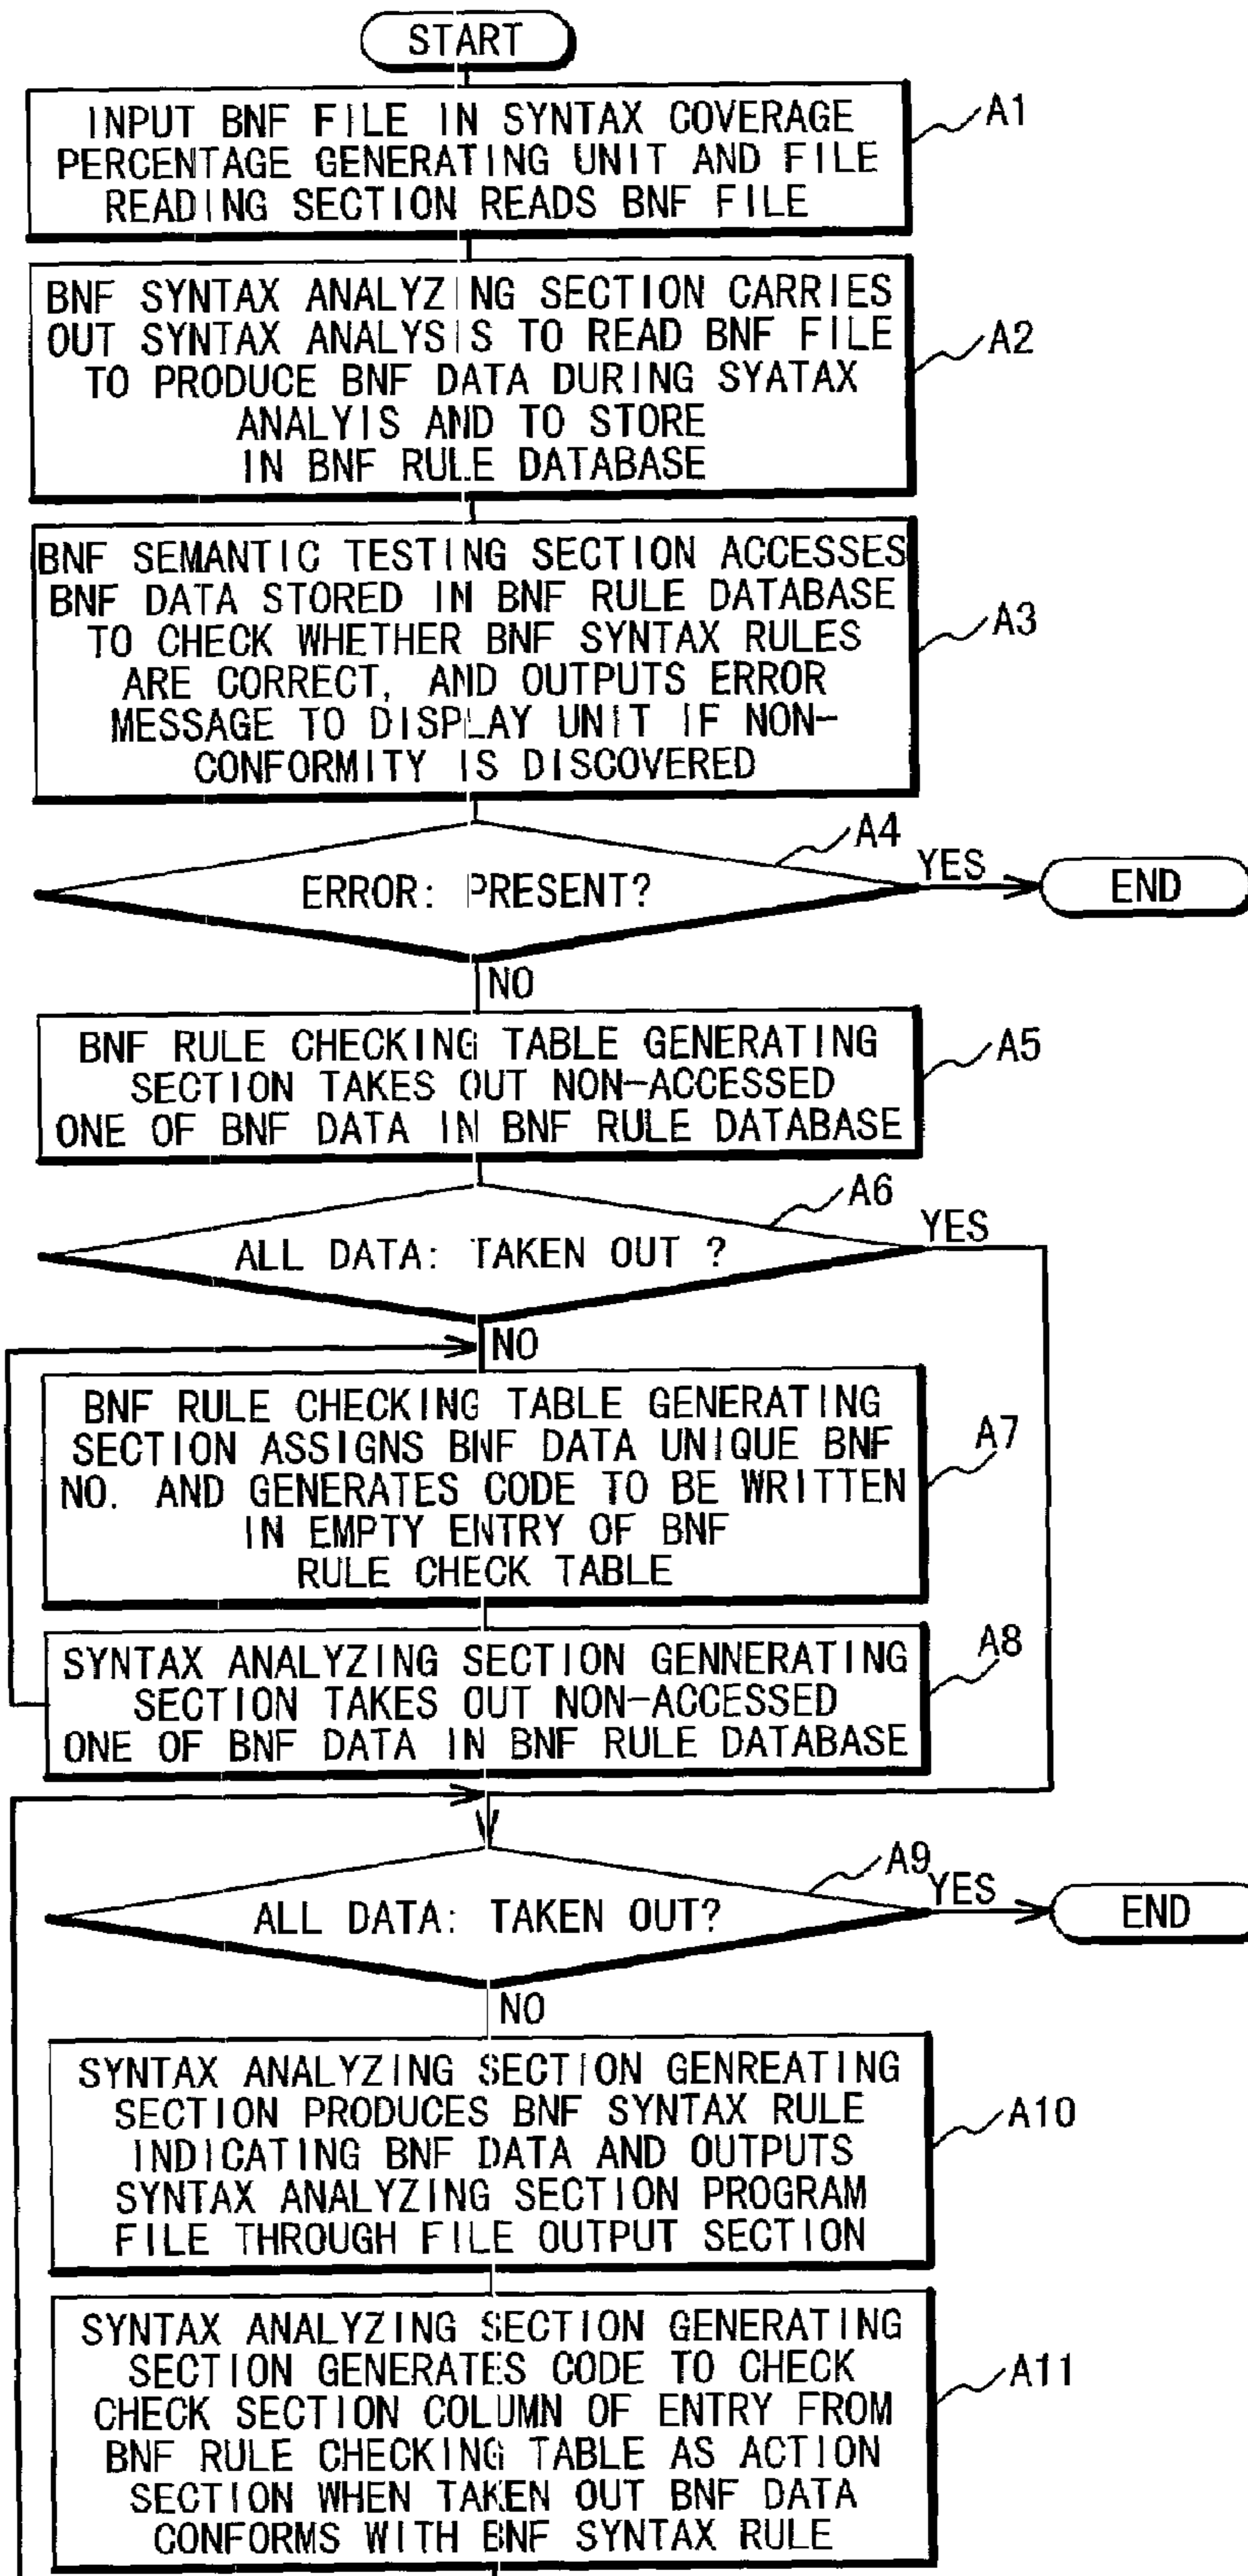 START
INPUT BNF FILE IN SYNTAX COVERAGE
PERCENTAGE GENERATING UNIT AND FILE
READING SECTION READS BNF FILE
A1
BNF SYNTAX ANALYZING SECTION CARRIES
OUT SYNTAX ANALYSIS TO READ BNF FILE
TO PRODUCE BNF DATA DURING SYATAX
ANALYIS AND TO STORE
IN BNF RULE DATABASE
A2
BNF SEMANTIC TESTING SECTION ACCESSES
BNF DATA STORED IN BNF RULE DATABASE
TO CHECK WHETHER BNF SYNTAX RULES
ARE CORRECT, AND OUTPUTS ERROR
MESSAGE TO DISPLAY UNIT IF NON-
CONFORMITY IS DISCOVERED
A3
A4
ERROR: PRESENT?
YES
END
NO
BNF RULE CHECKING TABLE GENERATING
SECTION TAKES OUT NON-ACCESSED
ONE OF BNF DATA IN BNF RULE DATABASE
A5
A6
ALL DATA: TAKEN OUT ?
YES
NO
BNF RULE CHECKING TABLE GENERATING
SECTION ASSIGNS BNF DATA UNIQUE BNF
NO. AND GENERATES CODE TO BE WRITTEN
IN EMPTY ENTRY OF BNF
RULE CHECK TABLE
A7
SYNTAX ANALYZING SECTION GENNERATING
SECTION TAKES OUT NON-ACCESSED
ONE OF BNF DATA IN BNF RULE DATABASE
A8
A9
ALL DATA: TAKEN OUT?
YES
END
NO
SYNTAX ANALYZING SECTION GENREATING
SECTION PRODUCES BNF SYNTAX RULE
INDICATING BNF DATA AND OUTPUTS
SYNTAX ANALYZING SECTION PROGRAM
FILE THROUGH FILE OUTPUT SECTION
A10
SYNTAX ANALYZING SECTION GENERATING
SECTION GENERATES CODE TO CHECK
CHECK SECTION COLUMN OF ENTRY FROM
BNF RULE CHECKING TABLE AS ACTION
SECTION WHEN TAKEN OUT BNF DATA
CONFORMS WITH BNF SYNTAX RULE
A11